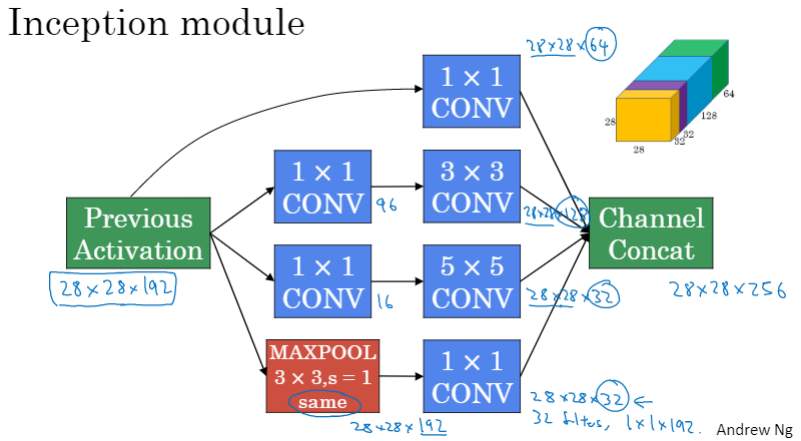 Inception module
28×28×64
1 × 1
CONV
64
128
32
32
28
28
1 × 1
CONV
96
3 × 3
CONV
28×28×128
Previous
Activation
28×28×192
Channel
Concat
28×28×256
1 × 1
CONV
16
5 × 5
CONV
28×28×32
MAXPOOL
3 × 3,s = 1
same
28×28×192
1 × 1
CONV
28×28×32 ←
32 filters, 1×1×192.
Andrew Ng